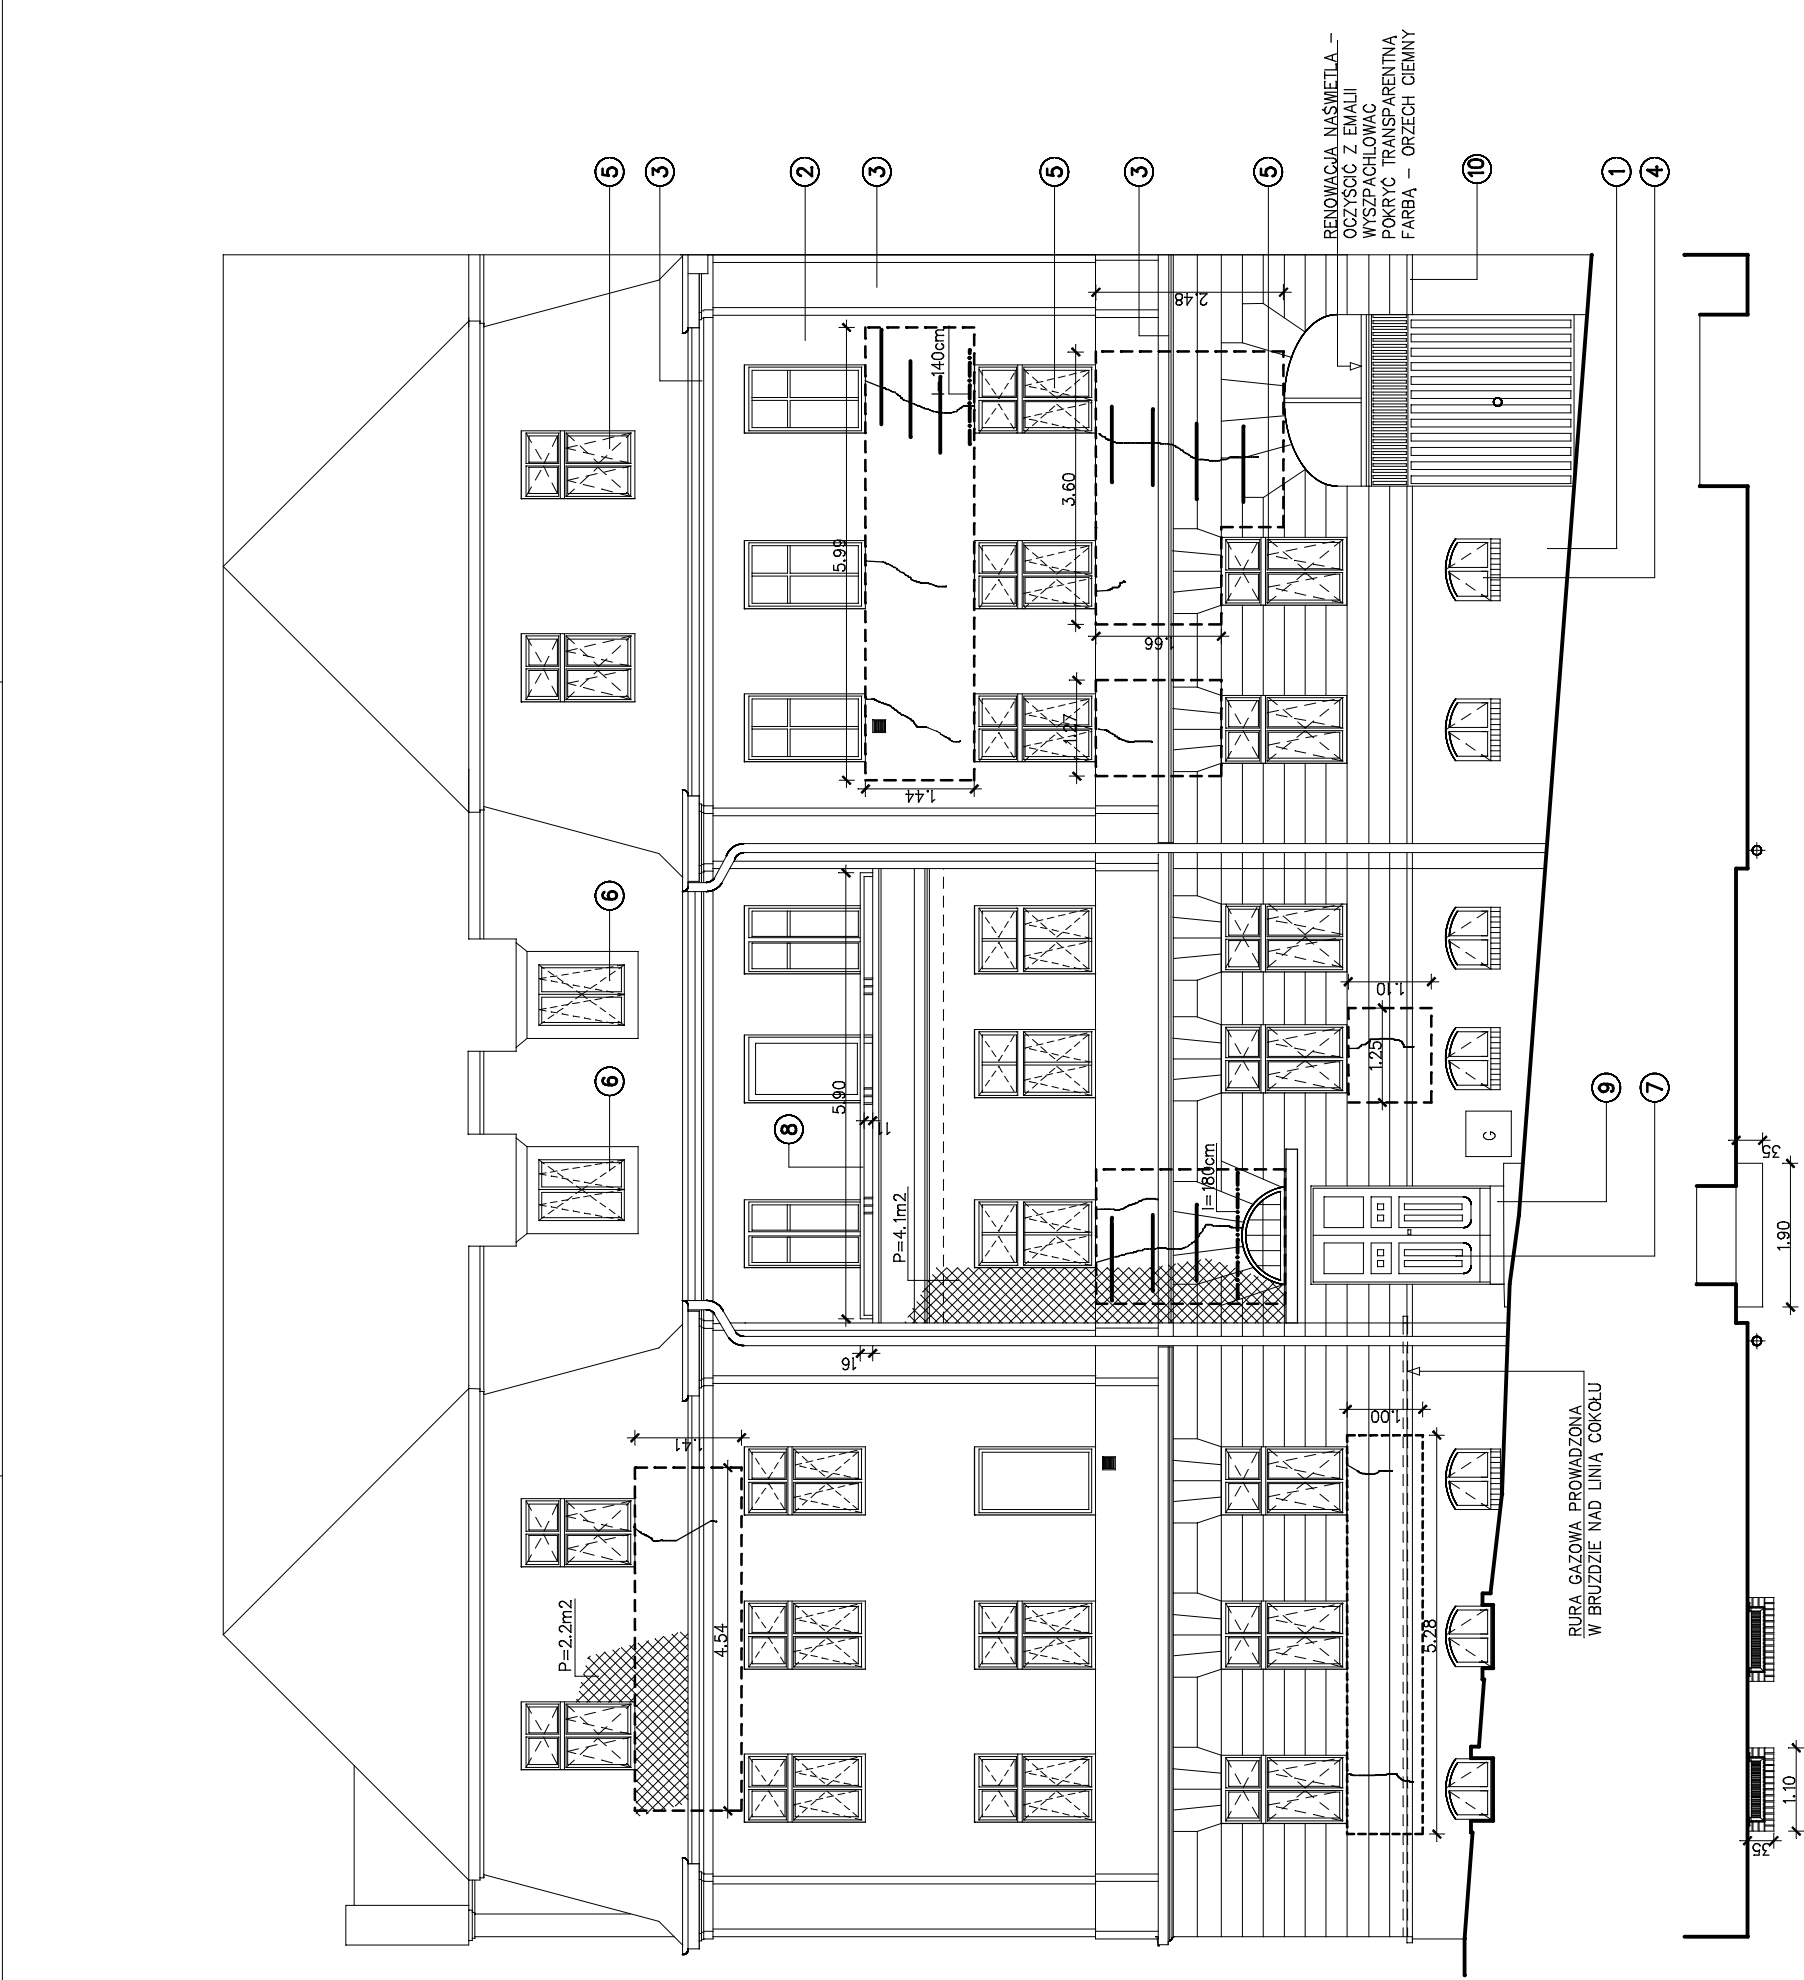 RENOWACJA NAŚWIETLA –
OCZYŚCIĆ Z EMALII
WYSZPACHLOWAC
POKRYĆ TRANSPARENTNĄ
FARBĄ – ORZECH CIEMNY
5
3
2
3
5
3
5
10
1
4
2.48
l=140cm
3.60
5.99
1.66
1.27
1.44
6
6
8
5.90
11
1.10
1.25
9
7
G
35
1.90
l=180cm
P=4.1m2
16
1.00
1.41
RURA GAZOWA PROWADZONA
W BRUZDZIE NAD LINIĄ COKOŁU
P=2.2m2
4.54
5.28
1.10
35